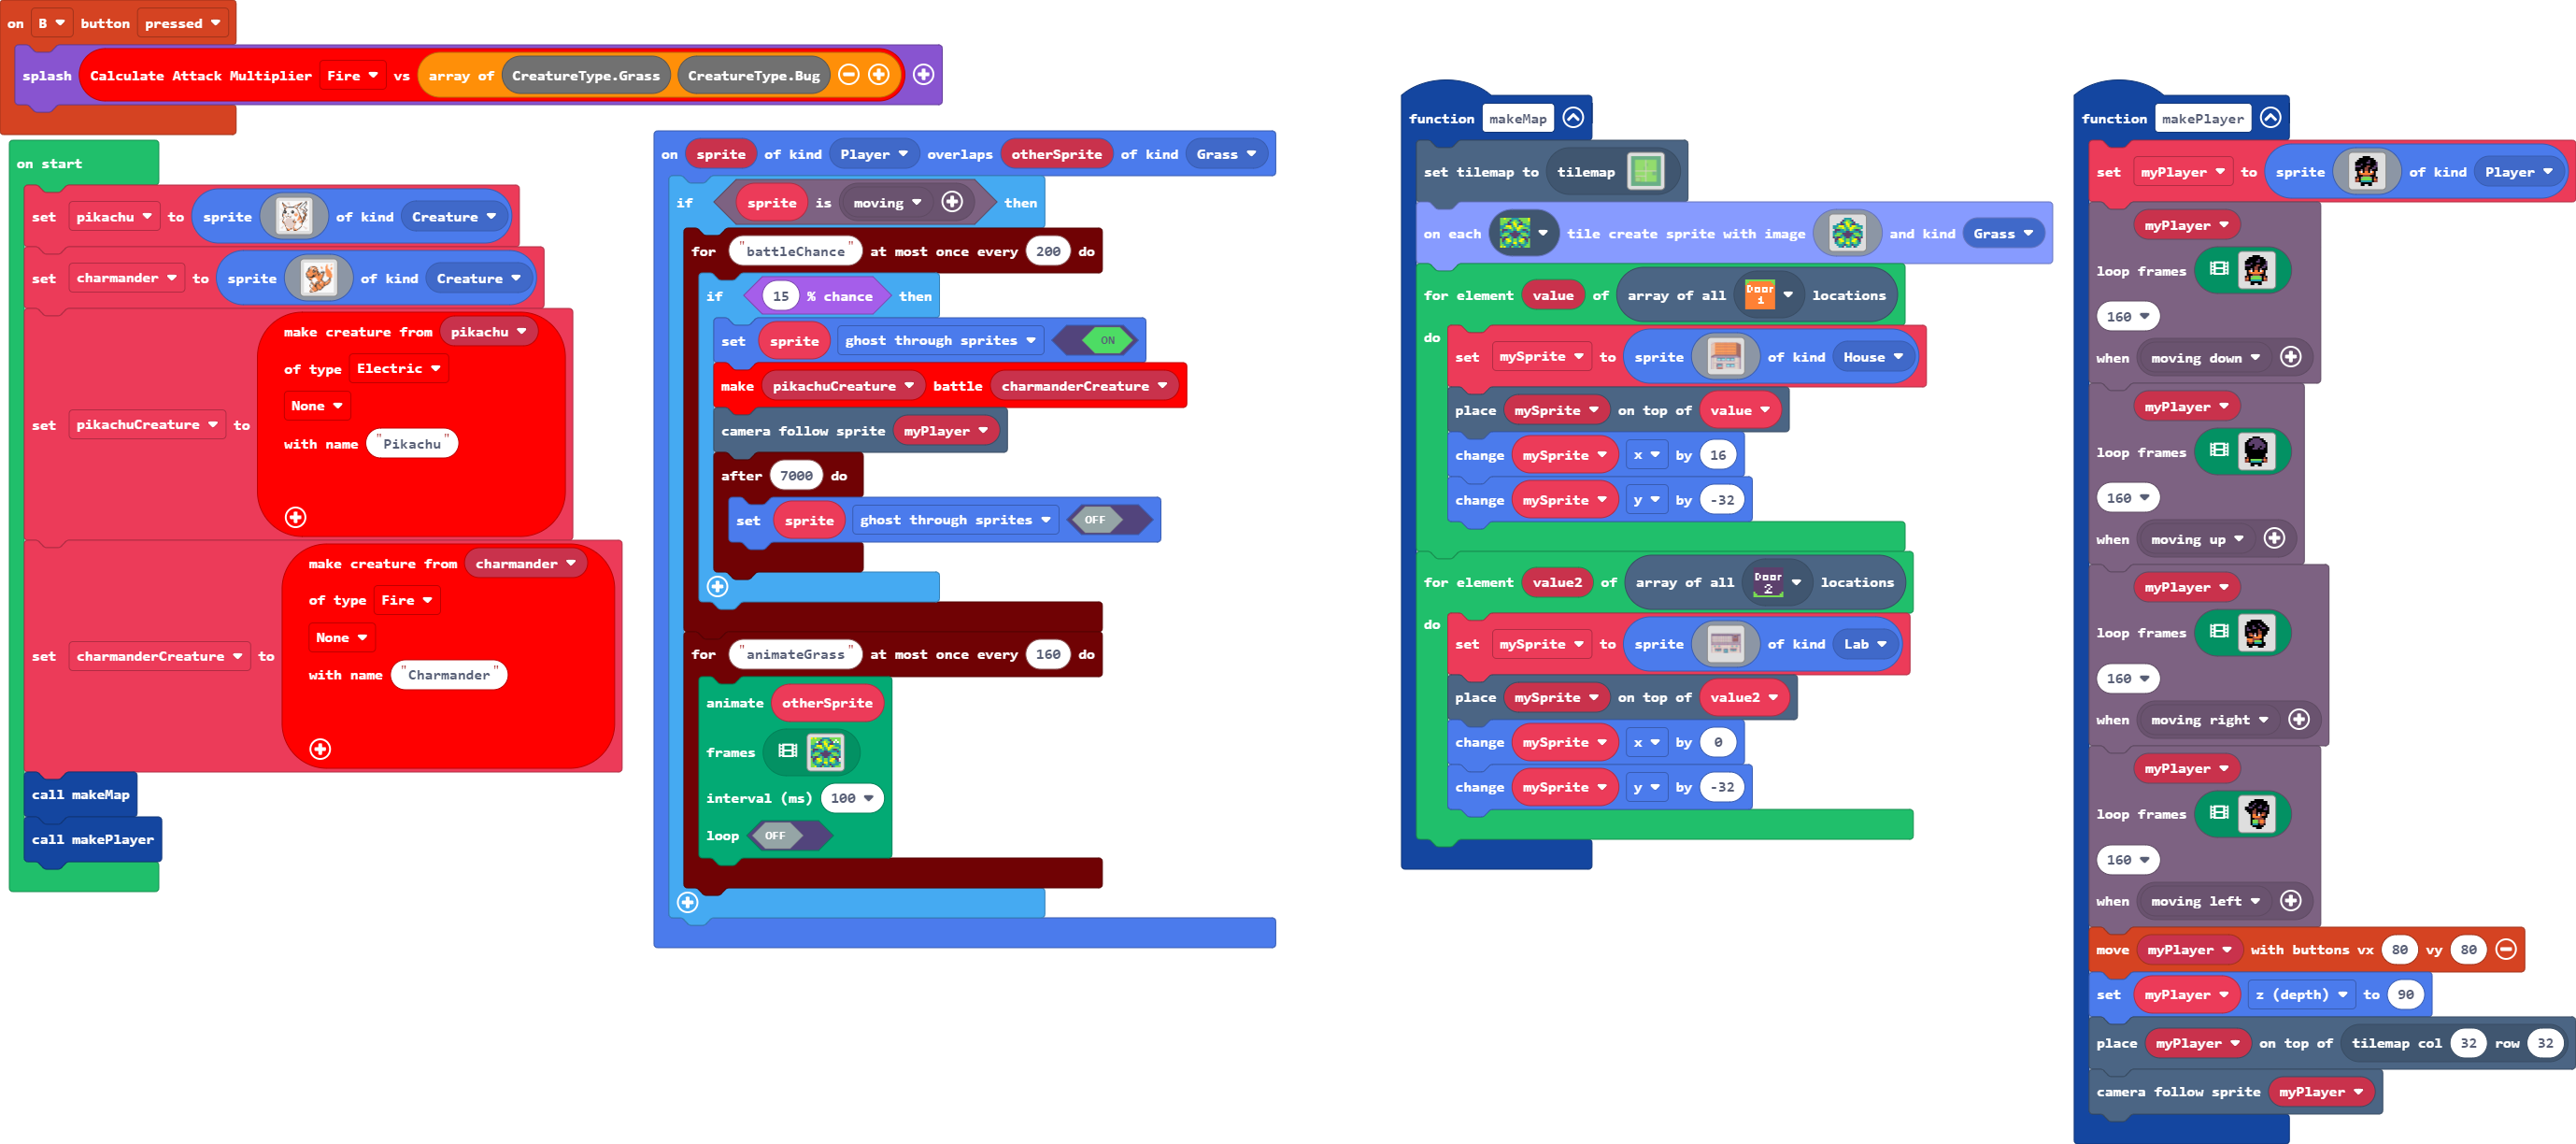 on B button pressed
splash Calculate Attack Multiplier Fire vs array of CreatureType.Grass CreatureType.Bug
on start
set pikachu to sprite of kind Creature
set charmander to sprite of kind Creature
set pikachuCreature to
make creature from pikachu
of type Electric
None
with name "Pikachu"
set charmanderCreature to
make creature from charmander
of type Fire
None
with name "Charmander"
call makeMap
call makePlayer
on sprite of kind Player overlaps otherSprite of kind Grass
if sprite is moving then
for "battleChance" at most once every 200 do
if 15 % chance then
set sprite ghost through sprites ON
make pikachuCreature battle charmanderCreature
camera follow sprite myPlayer
after 7000 do
set sprite ghost through sprites OFF
for "animateGrass" at most once every 160 do
animate otherSprite
frames
interval (ms) 100
loop OFF
function makeMap
set tilemap to tilemap
on each tile create sprite with image and kind Grass
for element value of array of all Door 1 locations
do
set mySprite to sprite of kind House
place mySprite on top of value
change mySprite x by 16
change mySprite y by -32
for element value2 of array of all Door 2 locations
do
set mySprite to sprite of kind Lab
place mySprite on top of value2
change mySprite x by 0
change mySprite y by -32
function makePlayer
set myPlayer to sprite of kind Player
myPlayer
loop frames
160
when moving down
myPlayer
loop frames
160
when moving up
myPlayer
loop frames
160
when moving right
myPlayer
loop frames
160
when moving left
move myPlayer with buttons vx 80 vy 80
set myPlayer z (depth) to 90
place myPlayer on top of tilemap col 32 row 32
camera follow sprite myPlayer